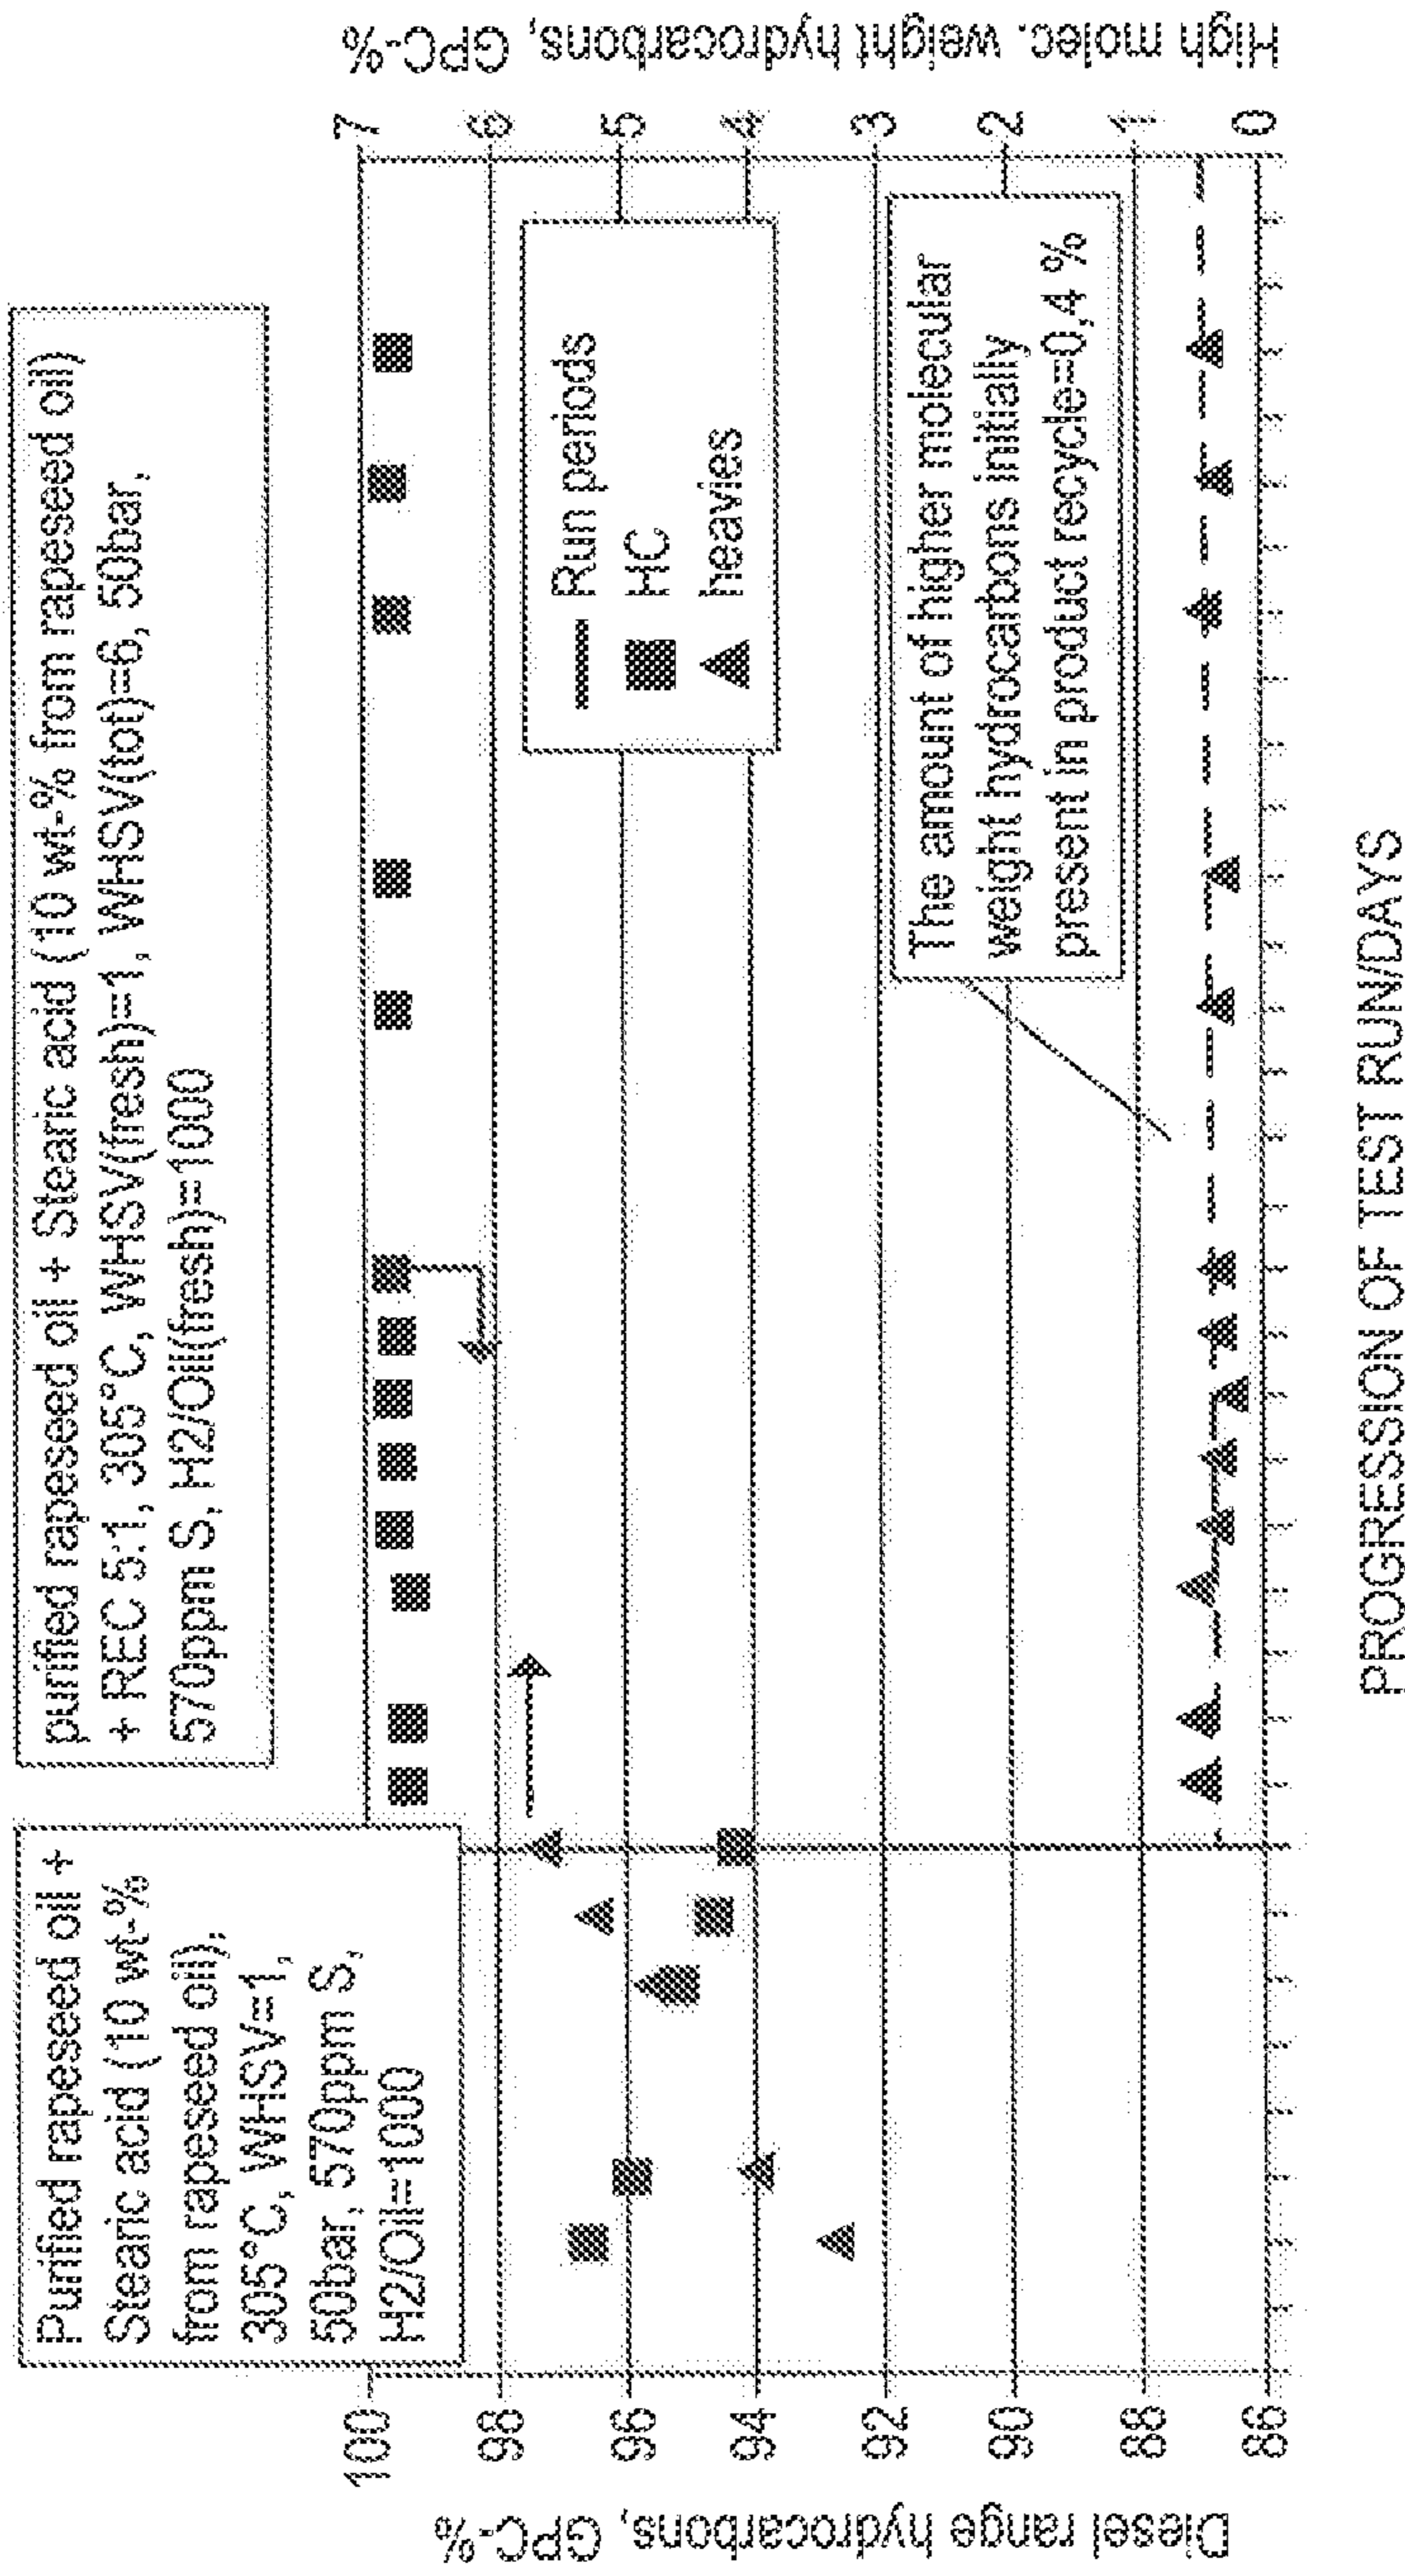 Purified rapeseed oil +
Stearic acid (10 wt-%
from rapeseed oil),
305°C, WHSV=1,
50bar, 570ppm S,
H2/Oil=1000
purified rapeseed oil + Stearic acid (10 wt-% from rapeseed oil)
+ REC 5:1, 305°C, WHSV(fresh)=1, WHSV(tot)=6, 50bar,
570ppm S, H2/Oil(fresh)=1000
Diesel range hydrocarbons, GPC-%
100
98
96
94
92
90
88
86
Run periods
HC
heavies
The amount of higher molecular
weight hydrocarbons initially
present in product recycle=0,4 %
7
6
5
4
3
2
1
0
High molec. weight hydrocarbons, GPC-%
PROGRESSION OF TEST RUN/DAYS